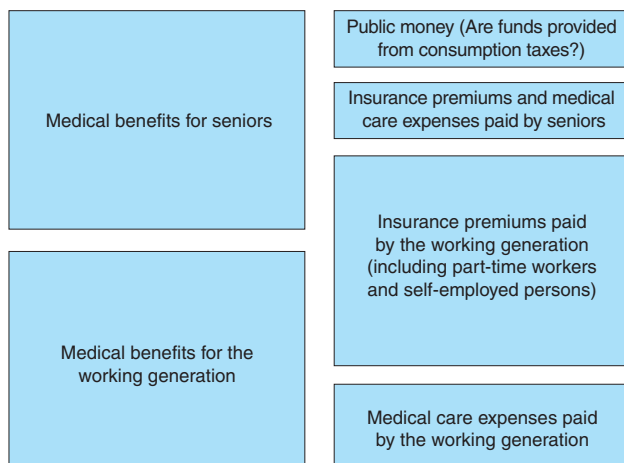 Medical benefits for seniors
Medical benefits for the
working generation
Public money (Are funds provided
from consumption taxes?)
Insurance premiums and medical
care expenses paid by seniors
Insurance premiums paid
by the working generation
(including part-time workers
and self-employed persons)
Medical care expenses paid
by the working generation